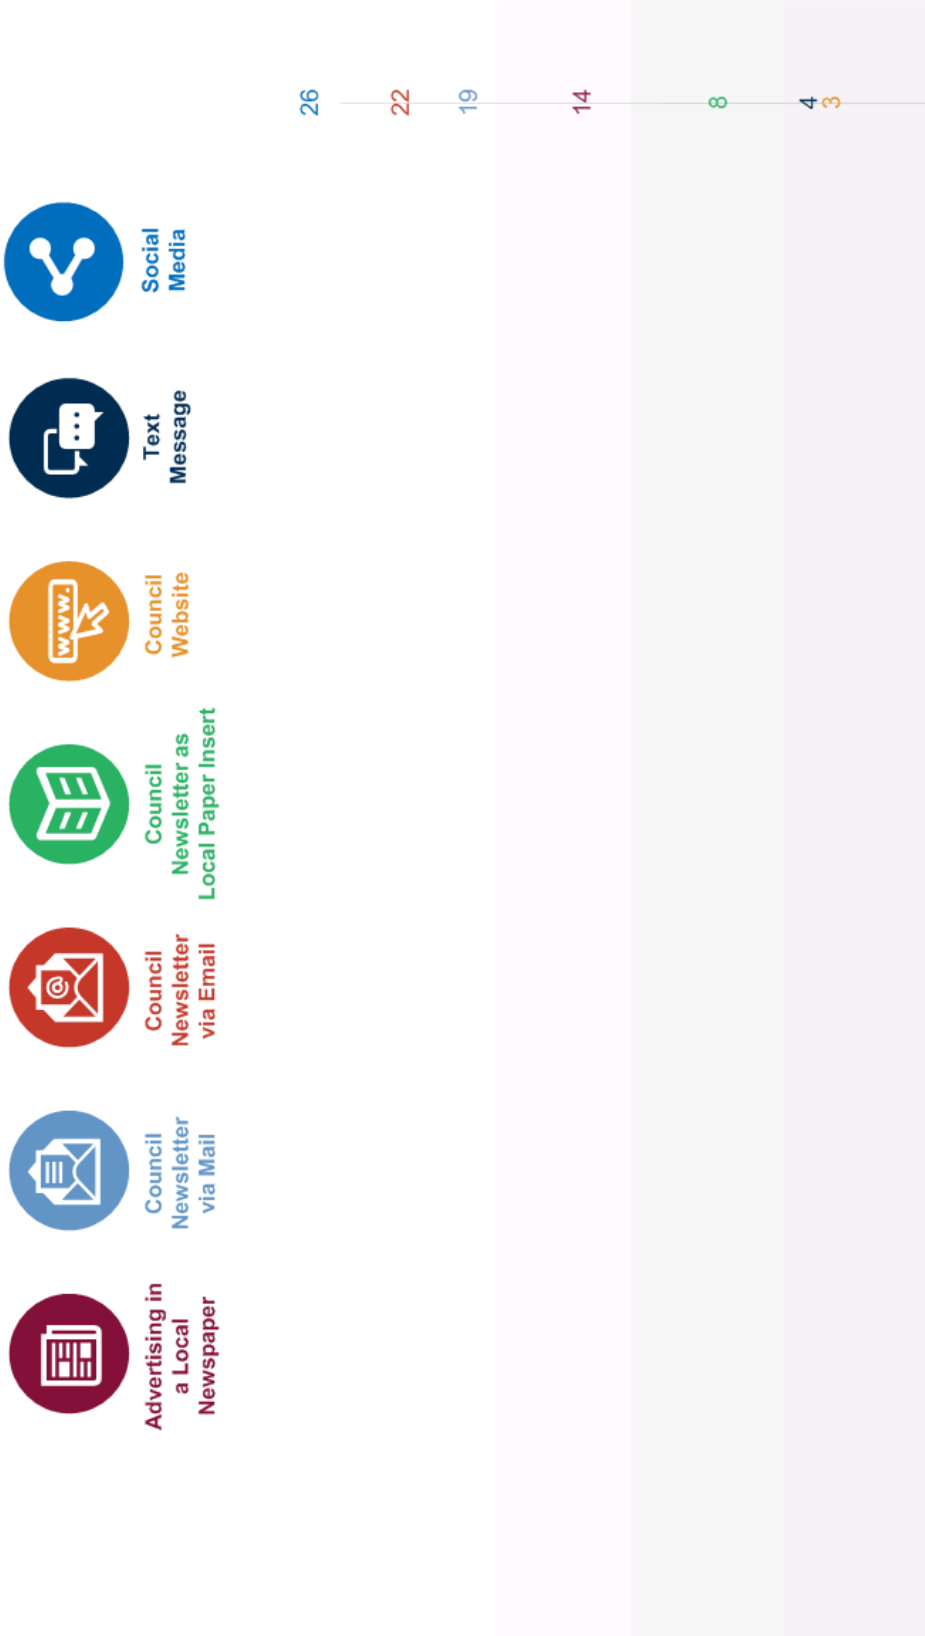 @
www.
Advertising in
a Local
Newspaper
Council
Newsletter
via Mail
Council
Newsletter
via Email
Council
Newsletter as
Local Paper Insert
Council
Website
Text
Message
Social
Media
26
22
19
14
8
4
3